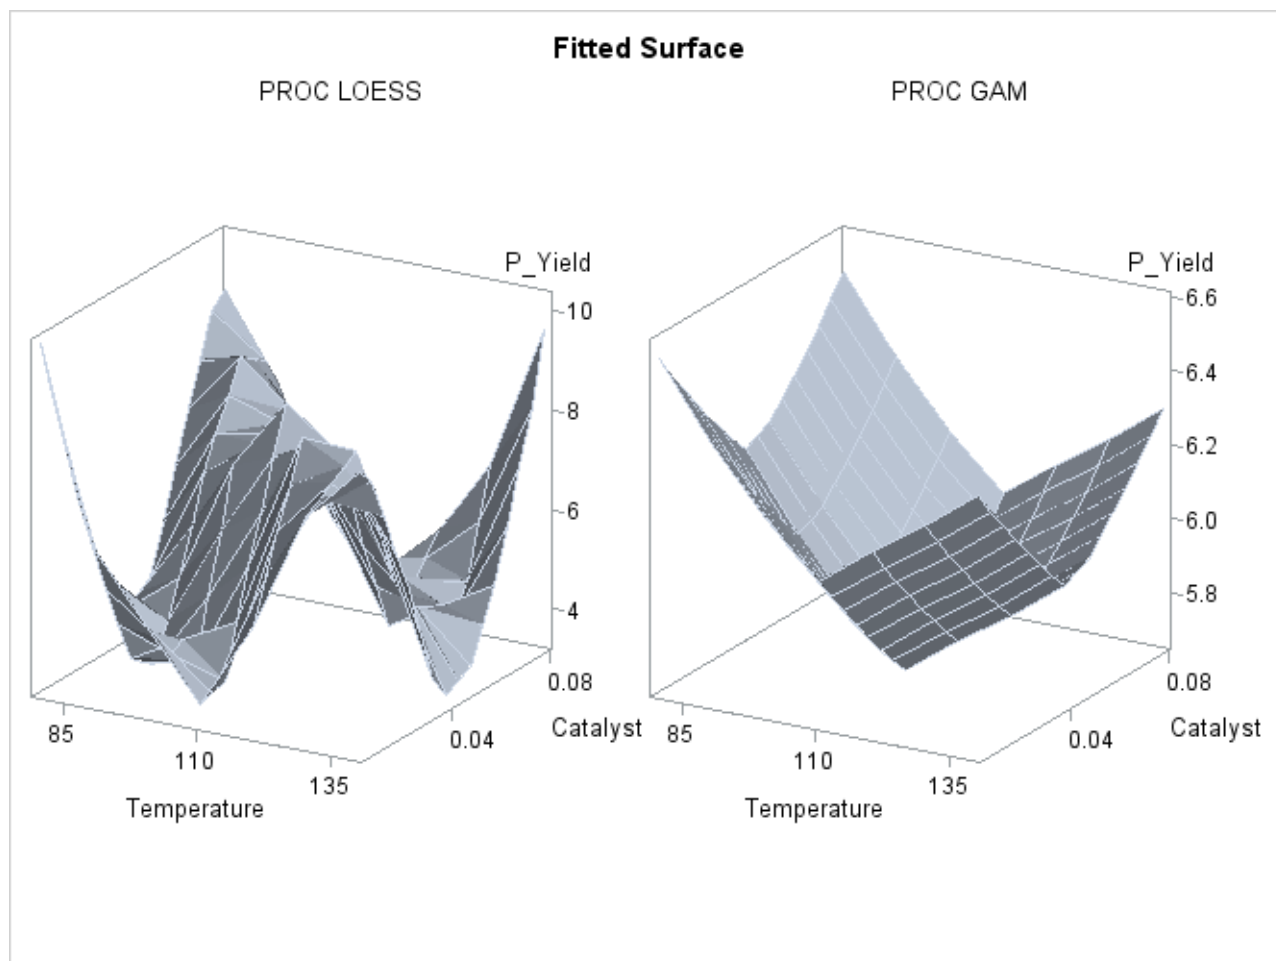 Fitted Surface
PROC LOESS
PROC GAM
P_Yield
10
8
6
4
0.08
Catalyst
0.04
85
110
135
Temperature
P_Yield
6.6
6.4
6.2
6.0
5.8
0.08
Catalyst
0.04
85
110
135
Temperature